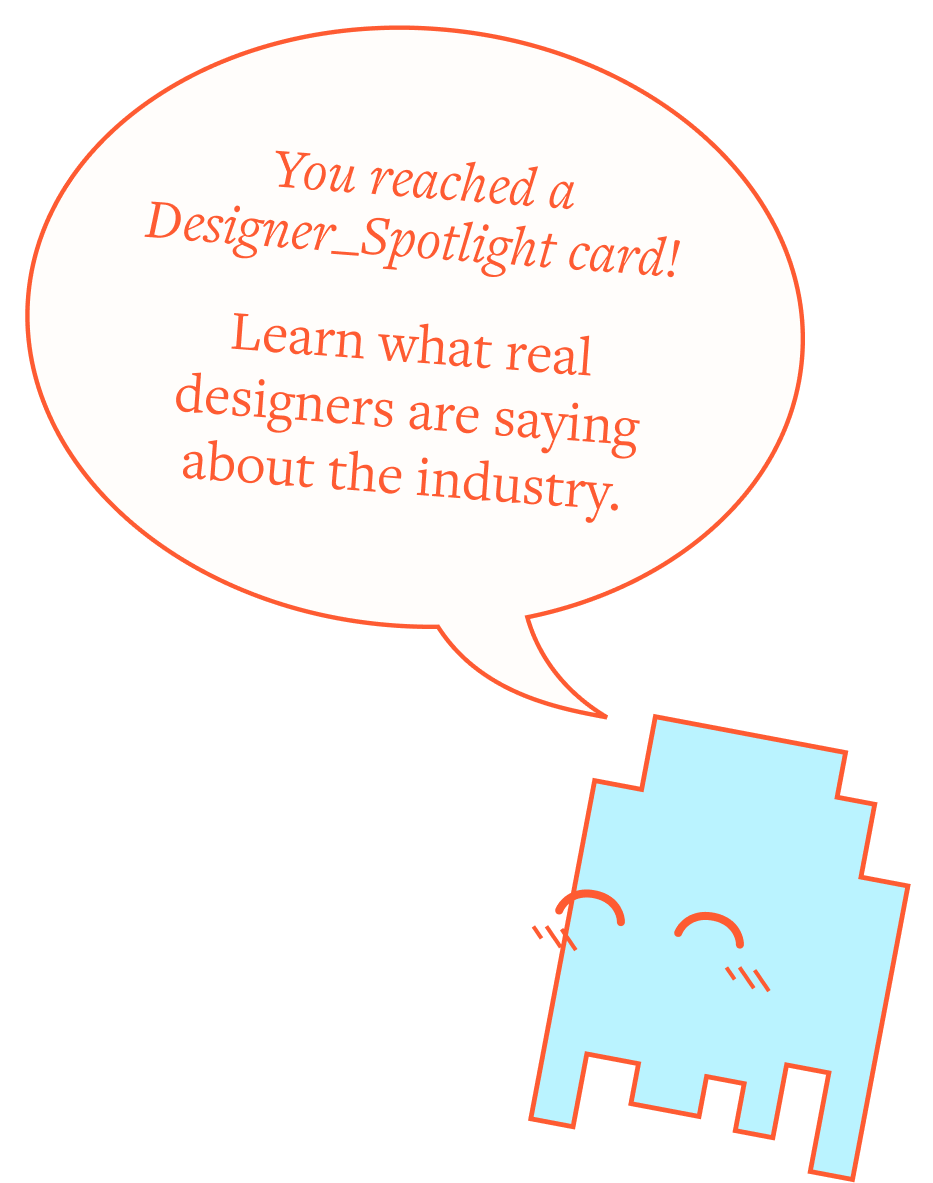 You reached a
Designer_Spotlight card!
Learn what real
designers are saying
about the industry.